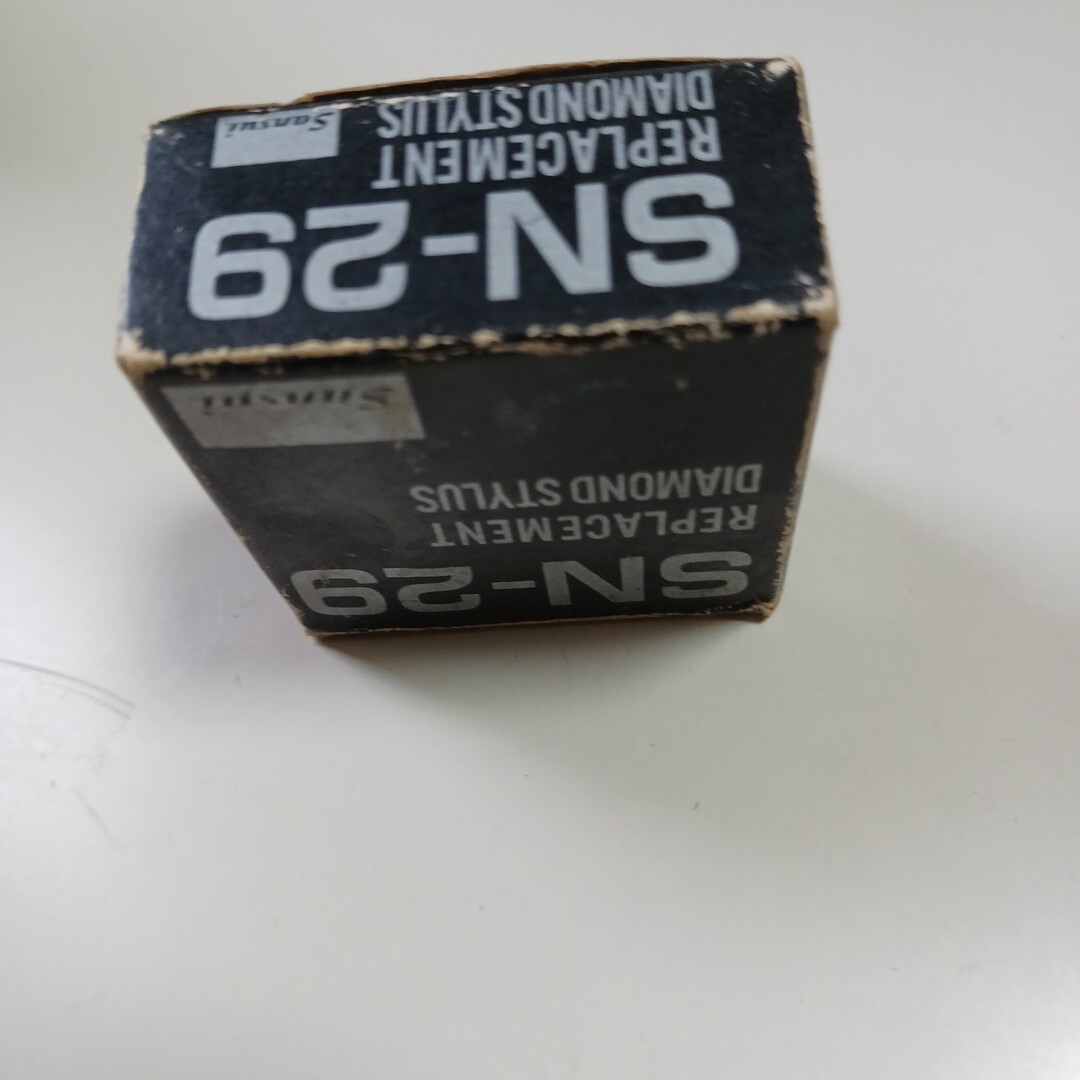 SN-29
REPLACEMENT
DIAMOND STYLUS
Sansui
SN-29
REPLACEMENT
DIAMOND STYLUS
Sansui